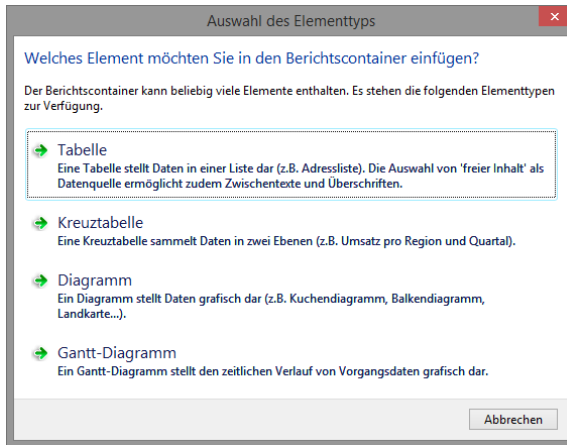 Auswahl des Elementtyps
Welches Element möchten Sie in den Berichtscontainer einfügen?
Der Berichtscontainer kann beliebig viele Elemente enthalten. Es stehen die folgenden Elementtypen
zur Verfügung.
Tabelle
Eine Tabelle stellt Daten in einer Liste dar (z.B. Adressliste). Die Auswahl von 'freier Inhalt' als
Datenquelle ermöglicht zudem Zwischentexte und Überschriften.
Kreuztabelle
Eine Kreuztabelle sammelt Daten in zwei Ebenen (z.B. Umsatz pro Region und Quartal).
Diagramm
Ein Diagramm stellt Daten grafisch dar (z.B. Kuchendiagramm, Balkendiagramm,
Landkarte...).
Gantt-Diagramm
Ein Gantt-Diagramm stellt den zeitlichen Verlauf von Vorgangsdaten grafisch dar.
Abbrechen